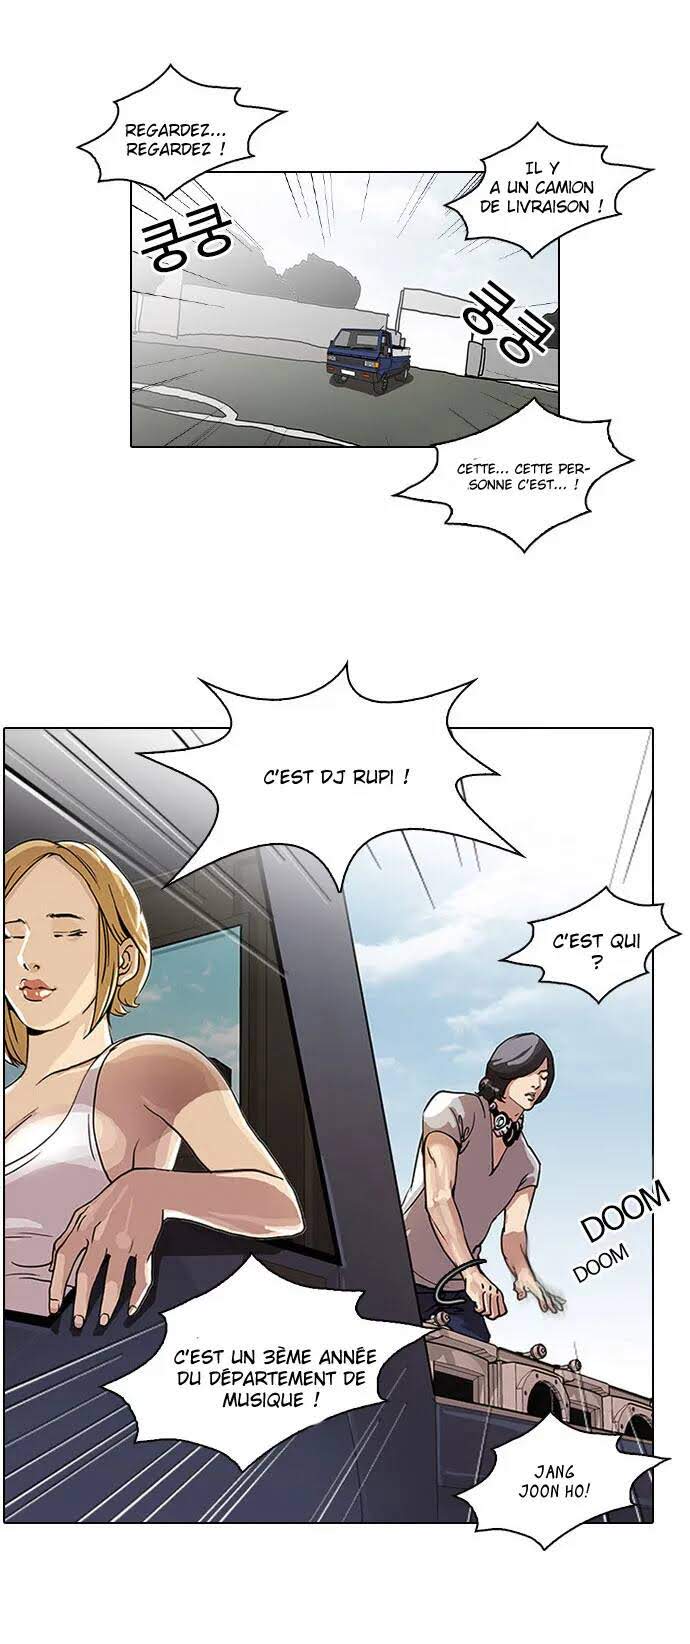 REGARDEZ...
REGARDEZ !
IL Y
A UN CAMION
DE LIVRAISON !
쿵쿵
쿵쿵
CETTE... CETTE PER-
SONNE C'EST... !
C'EST DJ RUPI !
C'EST QUI
?
DOOM
DOOM
C'EST UN 3ÈME ANNÉE
DU DÉPARTEMENT DE
MUSIQUE !
JANG
JOON HO!